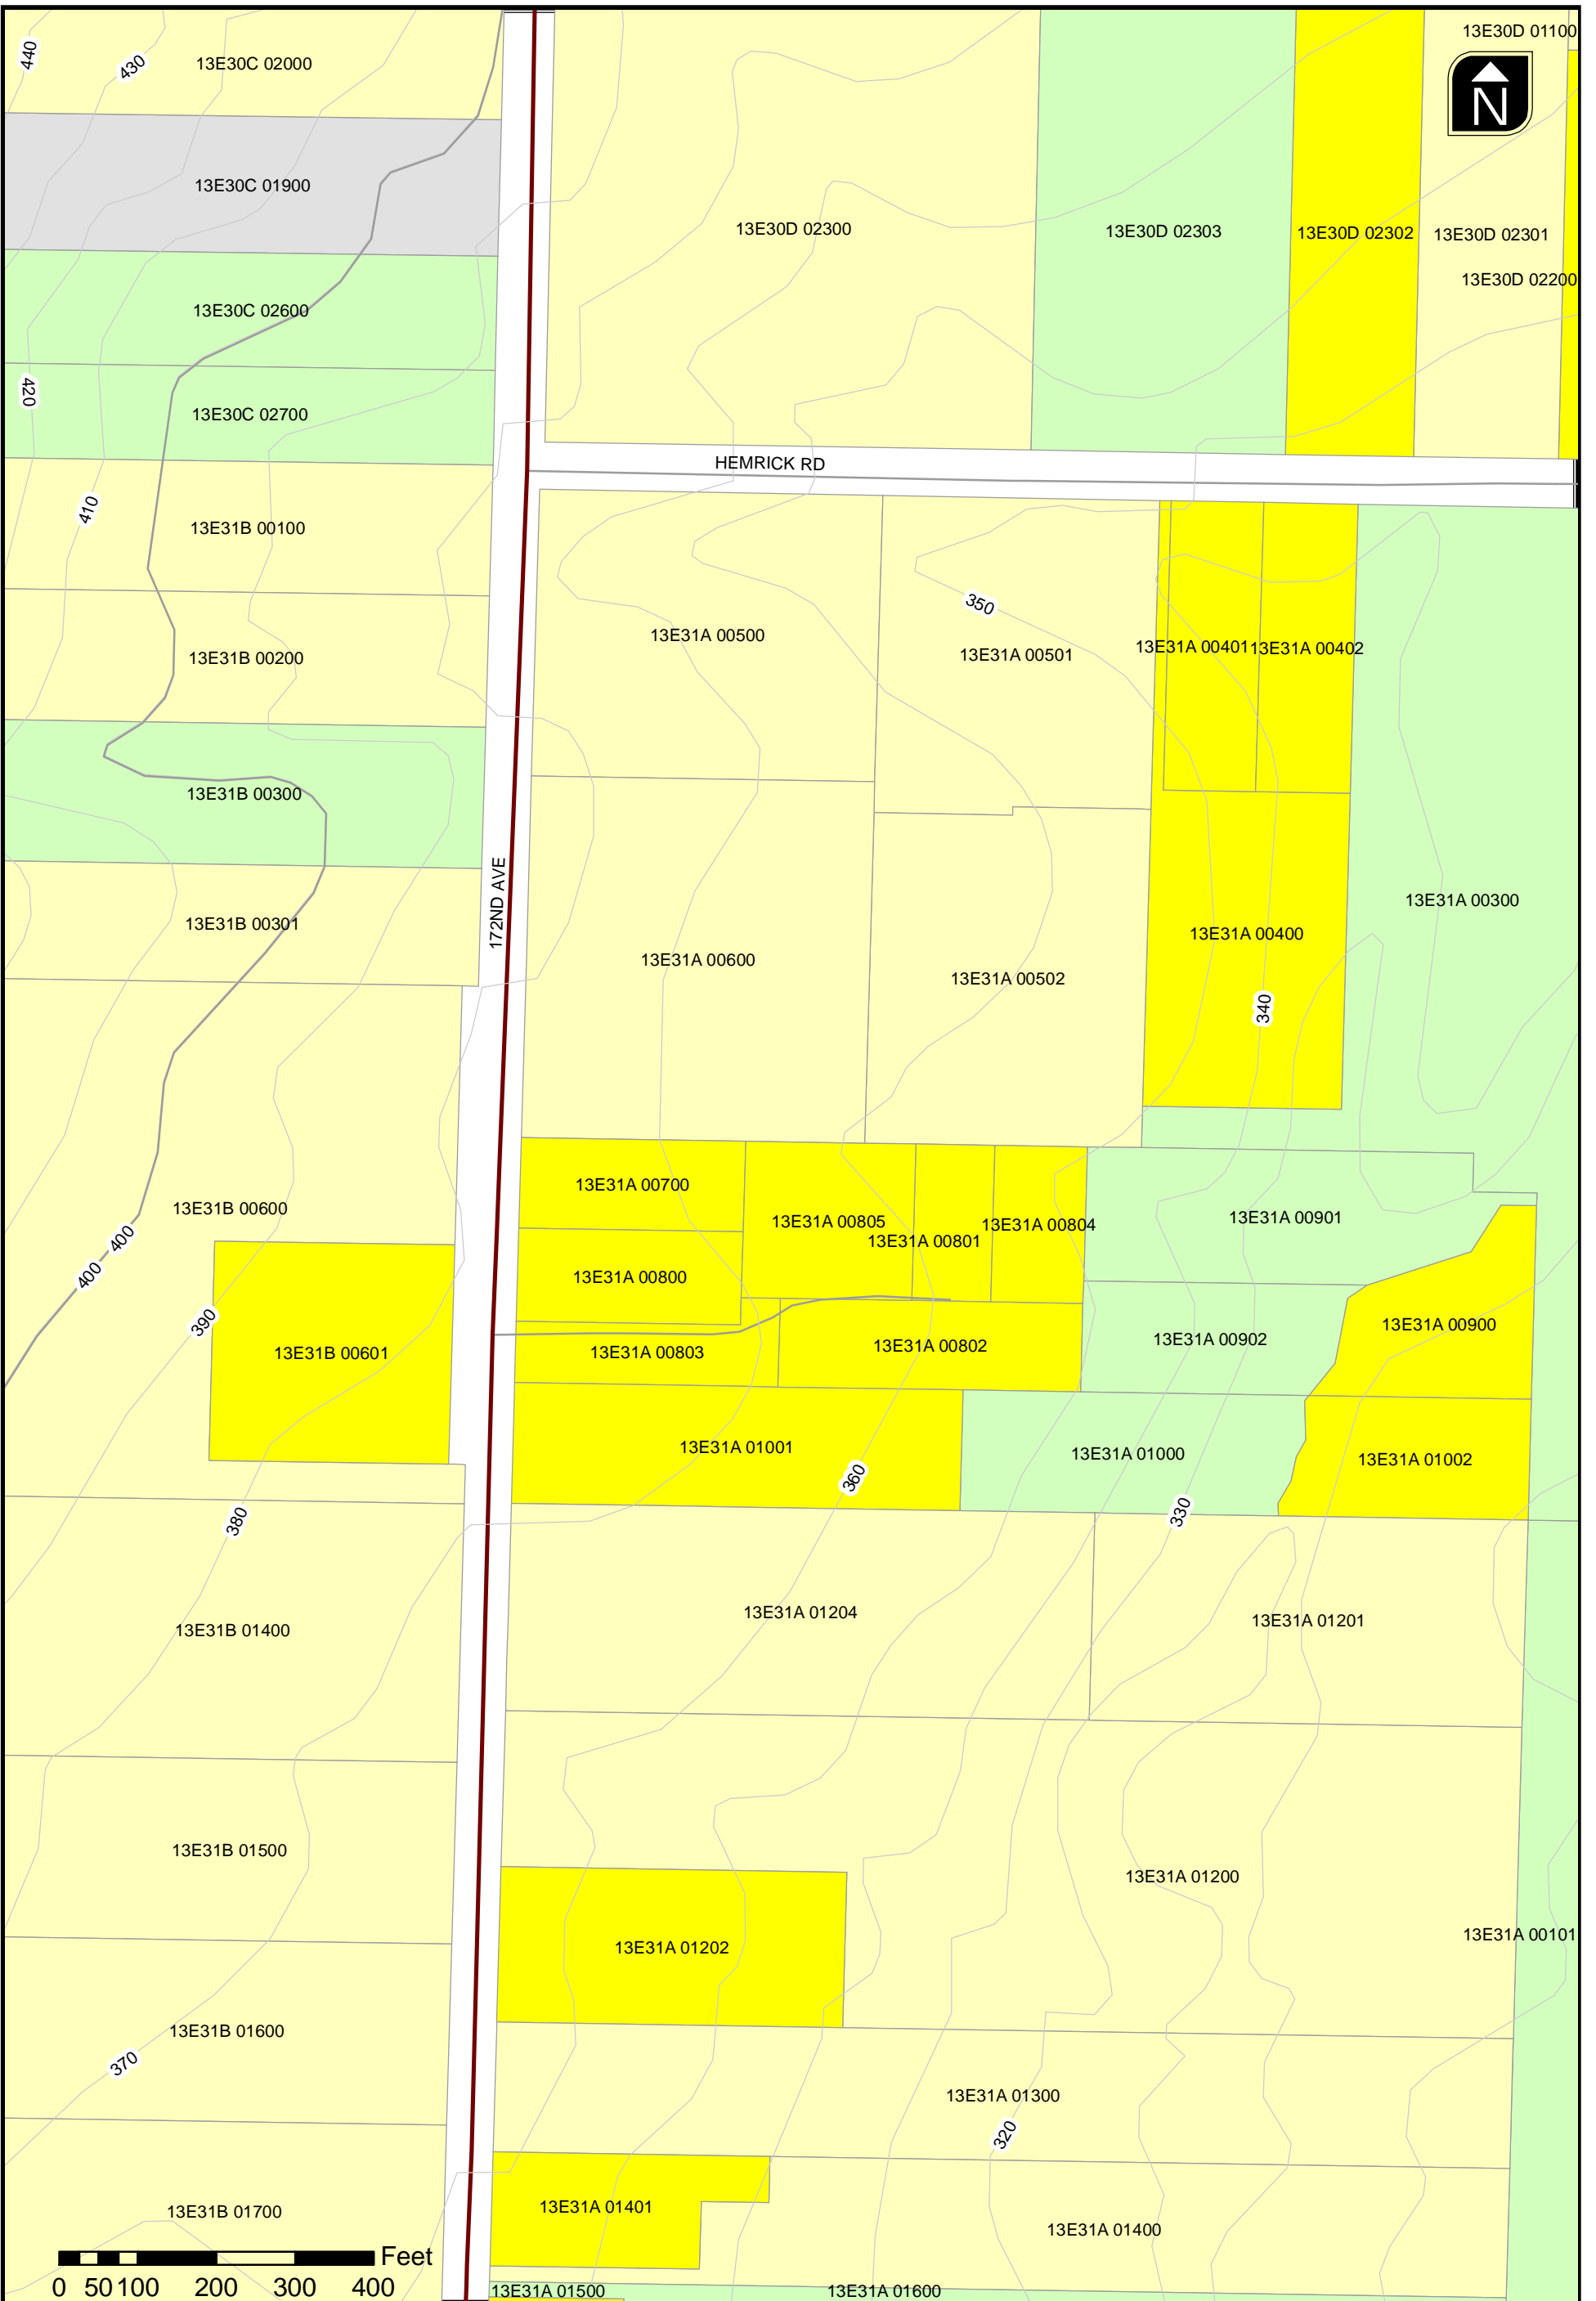 13E30D 01100
440
430
13E30C 02000
N
13E30C 01900
13E30D 02300
13E30D 02303
13E30D 02302
13E30D 02301
13E30D 02200
13E30C 02600
420
13E30C 02700
HEMRICK RD
410
13E31B 00100
350
13E31A 00500
13E31A 00501
13E31A 00401
13E31A 00402
13E31B 00200
13E31B 00300
172ND AVE
13E31A 00300
13E31B 00301
13E31A 00400
13E31A 00600
13E31A 00502
340
13E31A 00700
13E31B 00600
13E31A 00805
13E31A 00804
13E31A 00901
400
13E31A 00801
400
13E31A 00800
390
13E31A 00900
13E31B 00601
13E31A 00803
13E31A 00802
13E31A 00902
13E31A 01001
13E31A 01000
13E31A 01002
360
380
330
13E31B 01400
13E31A 01204
13E31A 01201
13E31B 01500
13E31A 01200
13E31A 01202
13E31A 00101
13E31B 01600
370
13E31A 01300
320
13E31B 01700
13E31A 01401
13E31A 01400
Feet
0 50 100 200 300 400
13E31A 01500
13E31A 01600